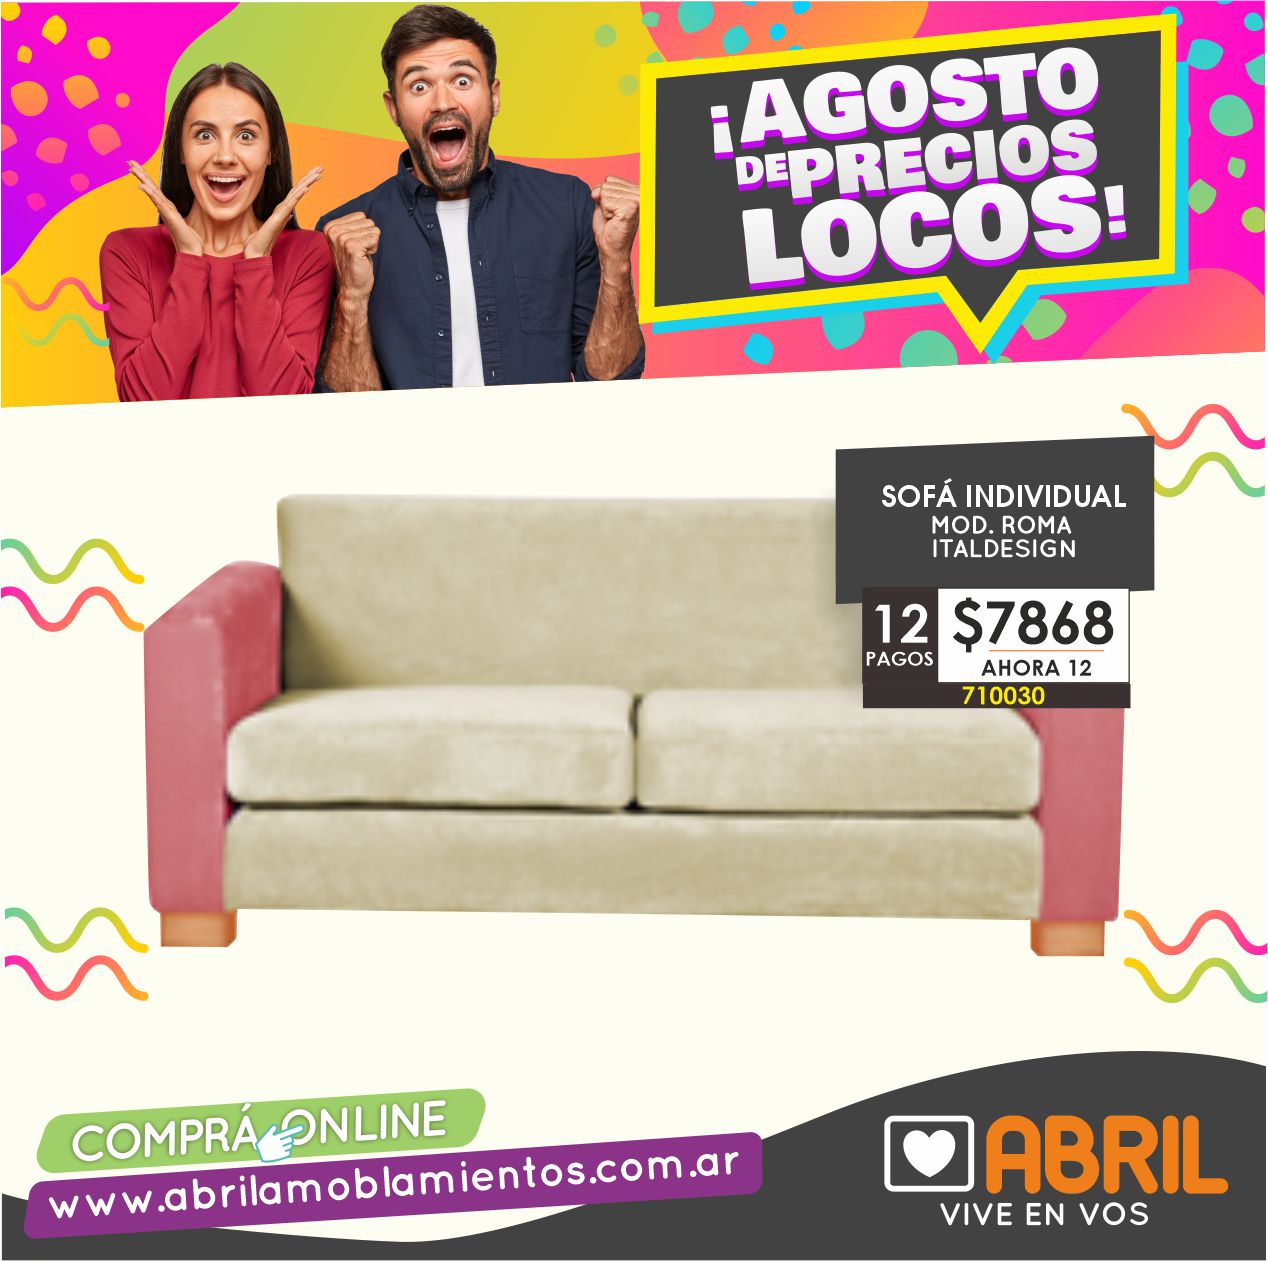 ¡AGOSTO
DE PRECIOS
LOCOS!
SOFÁ INDIVIDUAL
MOD. ROMA
ITALDESIGN
12
PAGOS
$7868
AHORA 12
710030
COMPRÁ ONLINE
www.abrilamoblamientos.com.ar
ABRIL
VIVE EN VOS